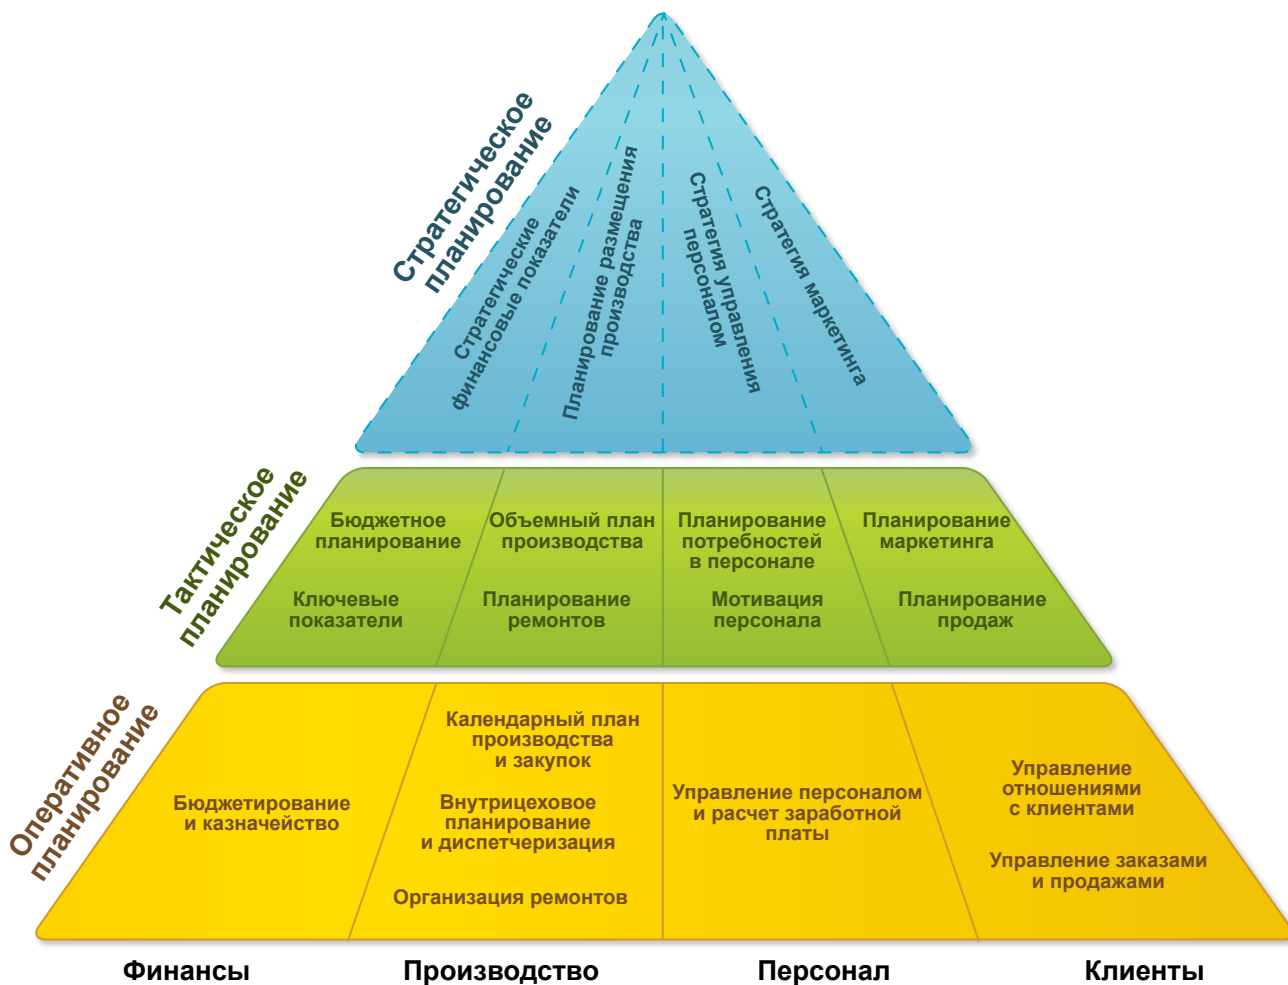 Стратегическое
планирование
Стратегические
финансовые показатели
Планирование размещения
производства
Стратегия управления
персоналом
Стратегия маркетинга
Тактическое
планирование
Бюджетное
планирование
Ключевые
показатели
Объемный план
производства
Планирование
ремонтов
Планирование
потребностей
в персонале
Мотивация
персонала
Планирование
маркетинга
Планирование
продаж
Оперативное
планирование
Бюджетирование
и казначейство
Календарный план
производства
и закупок
Внутрицеховое
планирование
и диспетчеризация
Организация ремонтов
Управление персоналом
и расчет заработной
платы
Управление
отношениями
с клиентами
Управление заказами
и продажами
Финансы
Производство
Персонал
Клиенты